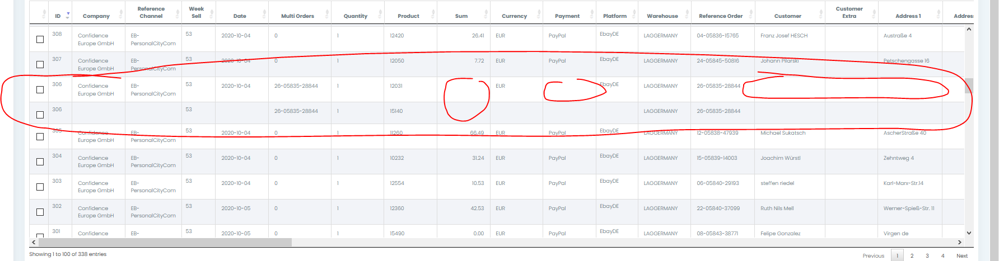 ID Company Reference Channel Week Sell Date Multi Orders Quantity Product Sum Currency Payment Platform Warehouse Reference Order Customer Customer Extra Address 1 Addres
308 Confidence Europe GmbH EB-PersonalCityCom 53 2020-10-04 0 1 12420 26.41 EUR PayPal EbayDE LAGGERMANY 04-05836-15765 Franz Josef HESCH Austraße 4
307 Confidence Europe GmbH EB-PersonalCityCom 53 2020-10-04 0 1 12050 7.72 EUR PayPal EbayDE LAGGERMANY 24-05845-50816 Johann Pilarski Petschengasse 16
306 Confidence Europe GmbH EB-PersonalCityCom 53 2020-10-04 26-05835-28844 1 12031 EUR EbayDE LAGGERMANY 26-05835-28844
306 53 26-05835-28844 1 15140 LAGGERMANY 26-05835-28844
305 Confidence Europe GmbH EB-PersonalCityCom 53 2020-10-04 0 1 11260 66.49 EUR PayPal EbayDE LAGGERMANY 12-05838-47939 Michael Sukatsch AscherStraße 40
304 Confidence Europe GmbH EB-PersonalCityCom 53 2020-10-04 0 1 10232 31.24 EUR PayPal EbayDE LAGGERMANY 15-05839-14003 Joachim Würstl Zehntweg 4
303 Confidence Europe GmbH EB-PersonalCityCom 53 2020-10-04 0 1 12554 10.53 EUR PayPal EbayDE LAGGERMANY 06-05840-29193 steffen riedel Karl-Marx-Str.14
302 Confidence Europe GmbH EB-PersonalCityCom 53 2020-10-05 0 1 12360 42.53 EUR PayPal EbayDE LAGGERMANY 22-05840-37099 Ruth Nils Mell Werner-Spieß-Str. 11
301 Confidence EB-PersonalCityCom 53 2020-10-05 0 1 15490 0.00 EUR PayPal EbayDE LAGGERMANY 08-05843-38771 Felipe Gonzalez Virgen de
Showing 1 to 100 of 338 entries
Previous 1 2 3 4 Next